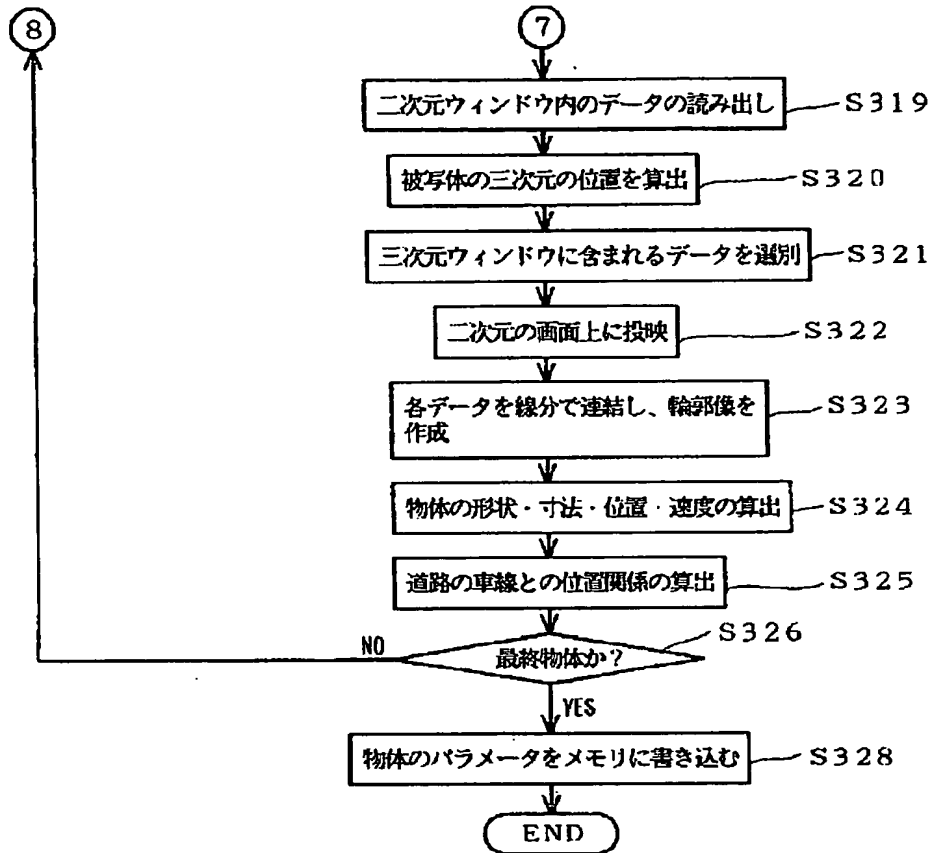 8
7
二次元ウィンドウ内のデータの読み出し
S319
被写体の三次元の位置を算出
S320
三次元ウィンドウに含まれるデータを選別
S321
二次元の画面上に投映
S322
各データを線分で連結し、輪郭像を
作成
S323
物体の形状・寸法・位置・速度の算出
S324
道路の車線との位置関係の算出
S325
最終物体か?
S326
NO
YES
物体のパラメータをメモリに書き込む
S328
END